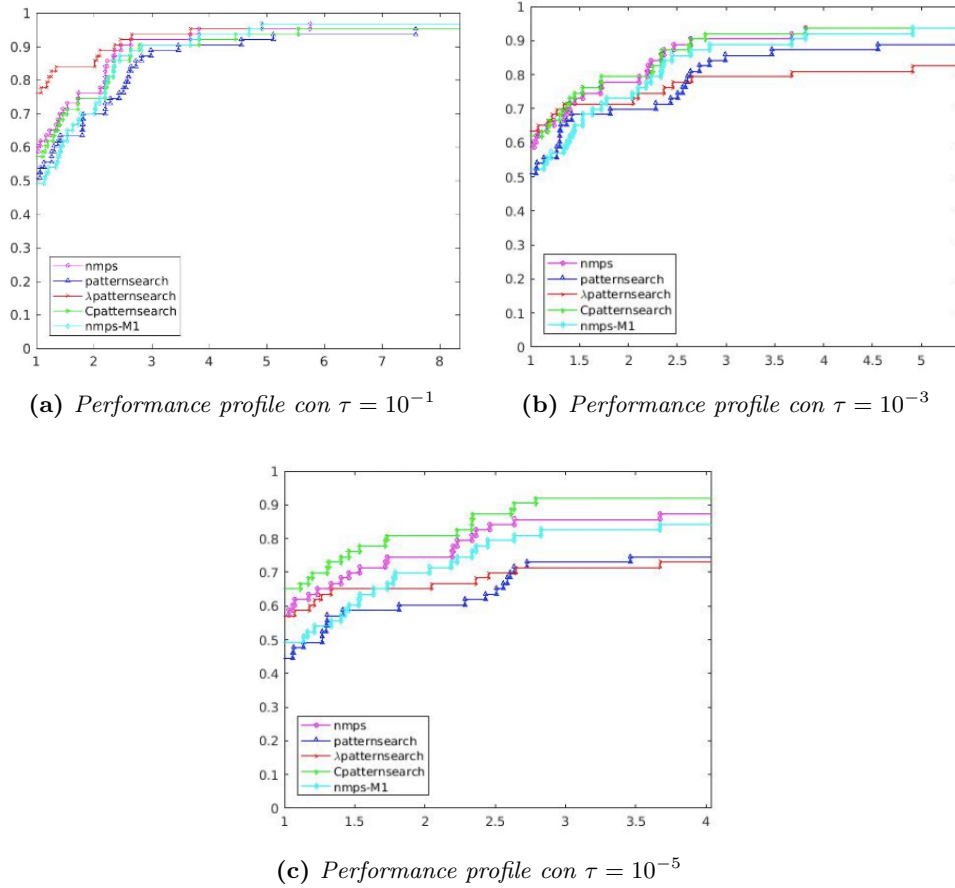 1
0.9
0.8
0.7
0.6
0.5
0.4
0.3
0.2
0.1
0
nmps
patternsearch
λpatternsearch
Cpatternsearch
nmps-M1
1 2 3 4 5 6 7 8
(a) Performance profile con τ = 10⁻¹
1
0.9
0.8
0.7
0.6
0.5
0.4
0.3
0.2
0.1
0
nmps
patternsearch
λpatternsearch
Cpatternsearch
nmps-M1
1 1.5 2 2.5 3 3.5 4 4.5 5
(b) Performance profile con τ = 10⁻³
1
0.9
0.8
0.7
0.6
0.5
0.4
0.3
0.2
0.1
0
nmps
patternsearch
λpatternsearch
Cpatternsearch
nmps-M1
1 1.5 2 2.5 3 3.5 4
(c) Performance profile con τ = 10⁻⁵